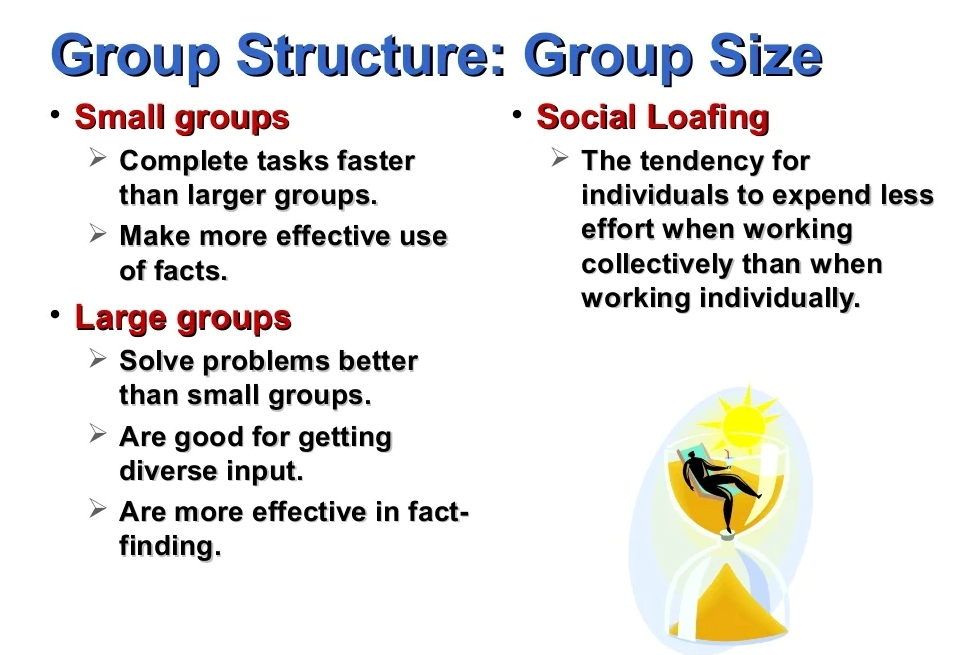 Group Structure: Group Size
• Small groups
➢ Complete tasks faster
than larger groups.
➢ Make more effective use
of facts.
• Large groups
➢ Solve problems better
than small groups.
➢ Are good for getting
diverse input.
➢ Are more effective in fact-
finding.
• Social Loafing
➢ The tendency for
individuals to expend less
effort when working
collectively than when
working individually.